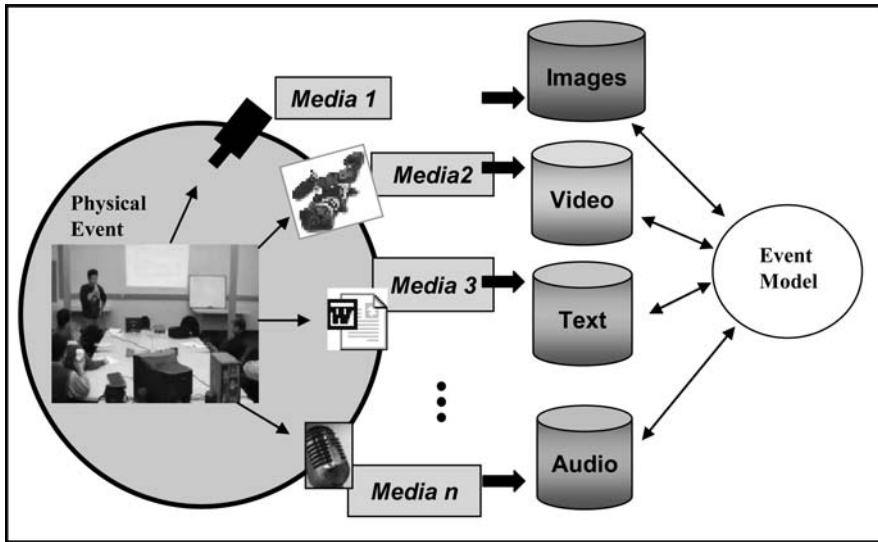 Media 1
Images
Media2
Video
Physical
Event
Event
Model
Media 3
W
Text
Audio
Media n